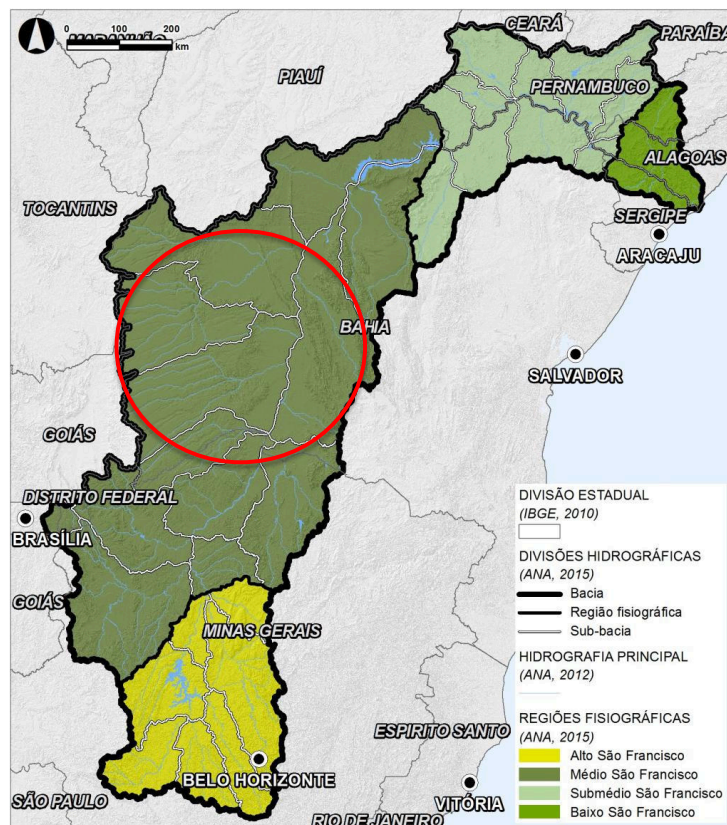 CEARÁ
PARAÍBA
0 100 200
km
MARANHÃO
PIAUÍ
PERNAMBUCO
ALAGOAS
TOCANTINS
SERGIPE
ARACAJU
BAHIA
SALVADOR
GOIÁS
DISTRITO FEDERAL
BRASÍLIA
GOIÁS
MINAS GERAIS
ESPIRITO SANTO
BELO HORIZONTE
VITÓRIA
SÃO PAULO
RIO DE JANEIRO
DIVISÃO ESTADUAL
(IBGE, 2010)
DIVISÕES HIDROGRÁFICAS
(ANA, 2015)
Bacia
Região fisiográfica
Sub-bacia
HIDROGRAFIA PRINCIPAL
(ANA, 2012)
REGIÕES FISIOGRÁFICAS
(ANA, 2015)
Alto São Francisco
Médio São Francisco
Submédio São Francisco
Baixo São Francisco